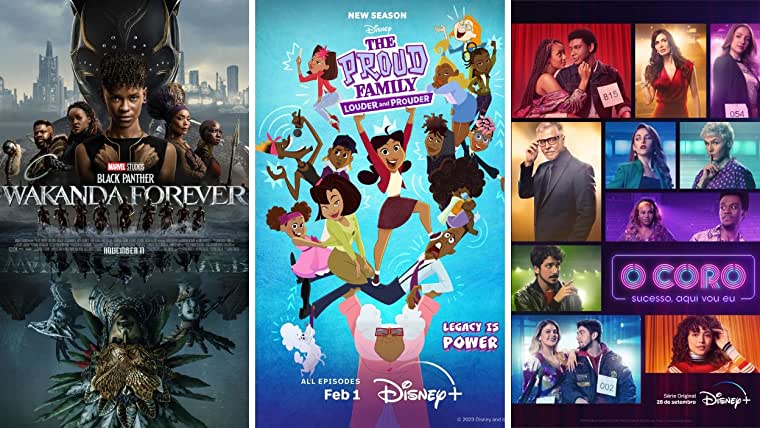 MARVEL STUDIOS
BLACK PANTHER
WAKANDA FOREVER
NOVEMBER 11
NEW SEASON
Disney
THE
PROUD
FAMILY
LOUDER and PROUDER
LEGACY IS
POWER
ALL EPISODES
Feb 1
Disney+
© 2023 Disney and
815
054
O CORO
sucesso, aqui vou eu
002
Série Original
28 de setembro
Disney+